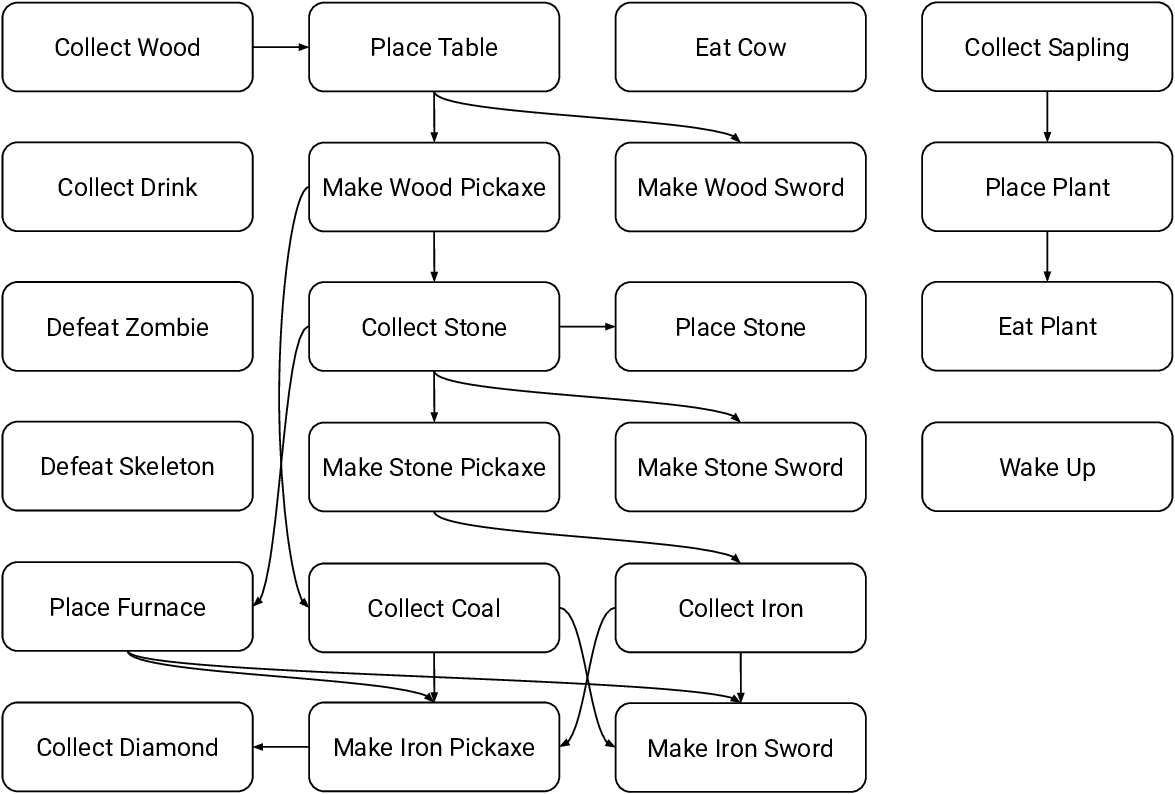 Collect Wood
Place Table
Eat Cow
Collect Sapling
Collect Drink
Make Wood Pickaxe
Make Wood Sword
Place Plant
Defeat Zombie
Collect Stone
Place Stone
Eat Plant
Defeat Skeleton
Make Stone Pickaxe
Make Stone Sword
Wake Up
Place Furnace
Collect Coal
Collect Iron
Collect Diamond
Make Iron Pickaxe
Make Iron Sword